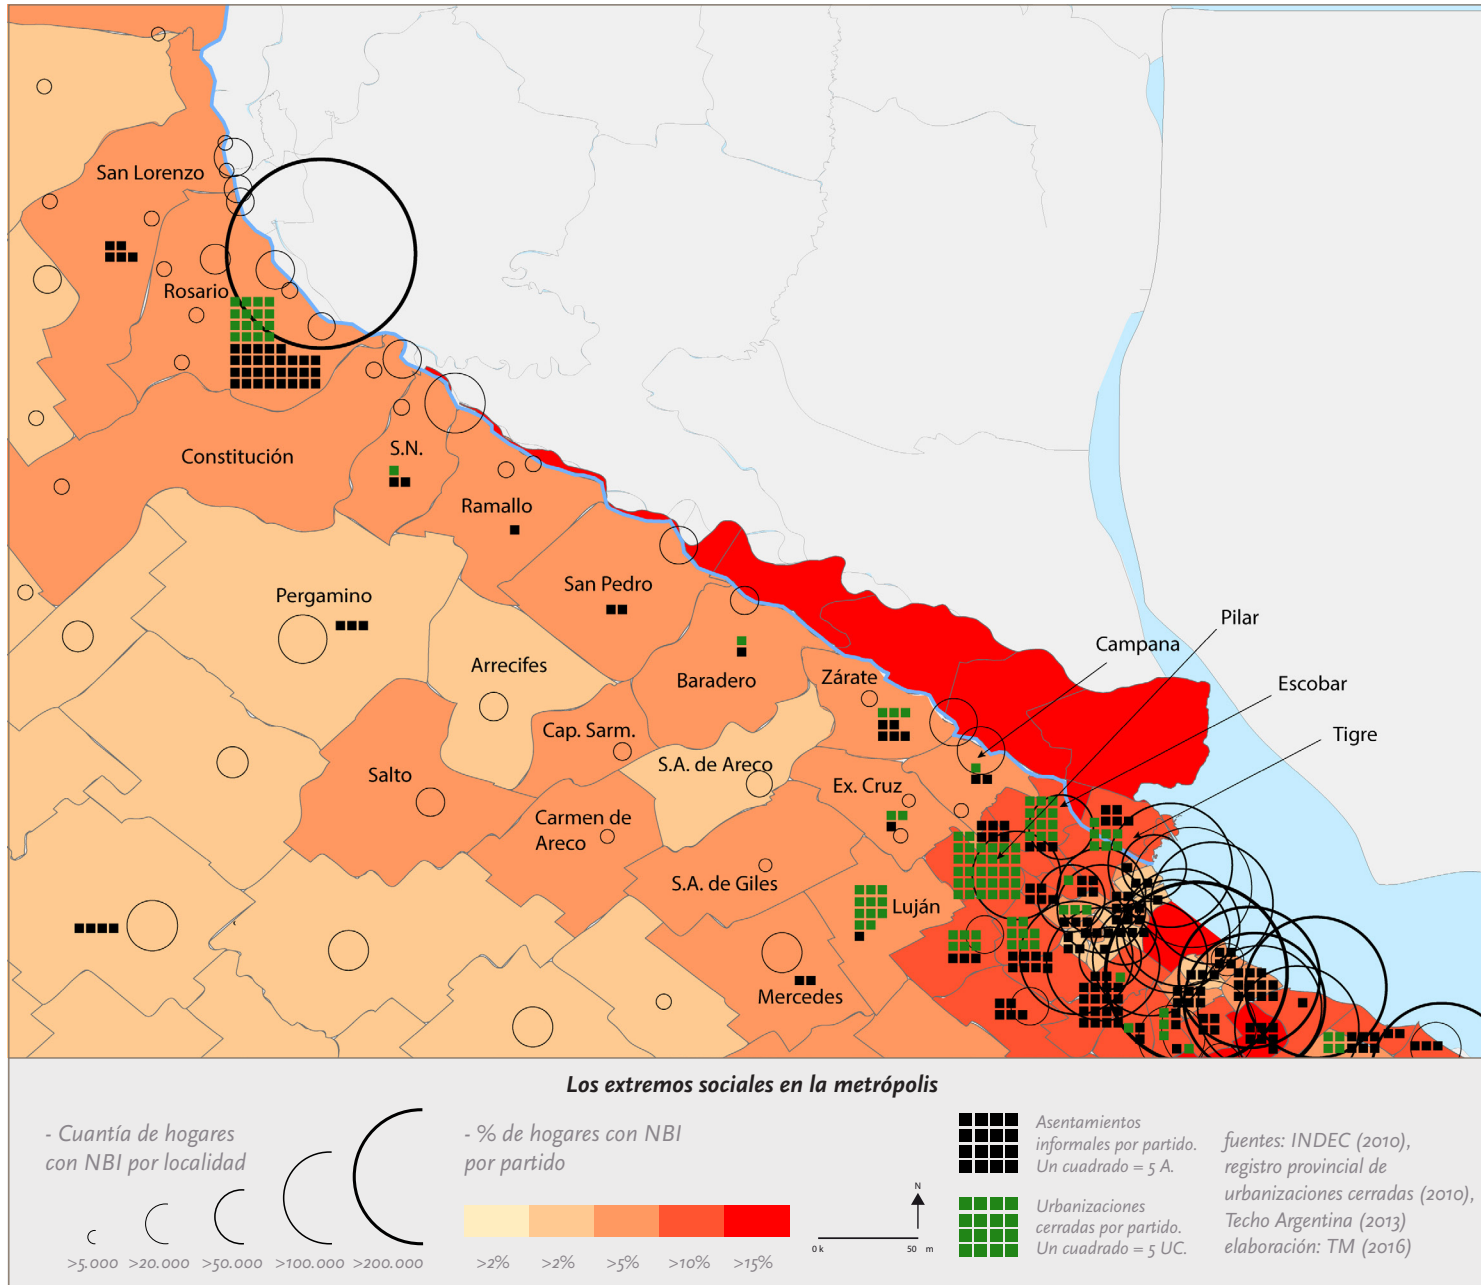 San Lorenzo
Rosario
Constitución
S.N.
Ramallo
Pergamino
San Pedro
Pilar
Campana
Arrecifes
Baradero
Zárate
Escobar
Cap. Sarm.
Tigre
S.A. de Areco
Salto
Ex. Cruz
Carmen de
Areco
S.A. de Giles
Luján
Mercedes
Los extremos sociales en la metrópolis
- Cuantía de hogares
con NBI por localidad
>5.000 >20.000 >50.000 >100.000 >200.000
- % de hogares con NBI
por partido
>2% >2% >5% >10% >15%
N
0 k 50 m
Asentamientos
informales por partido.
Un cuadrado = 5 A.
Urbanizaciones
cerradas por partido.
Un cuadrado = 5 UC.
fuentes: INDEC (2010),
registro provincial de
urbanizaciones cerradas (2010),
Techo Argentina (2013)
elaboración: TM (2016)